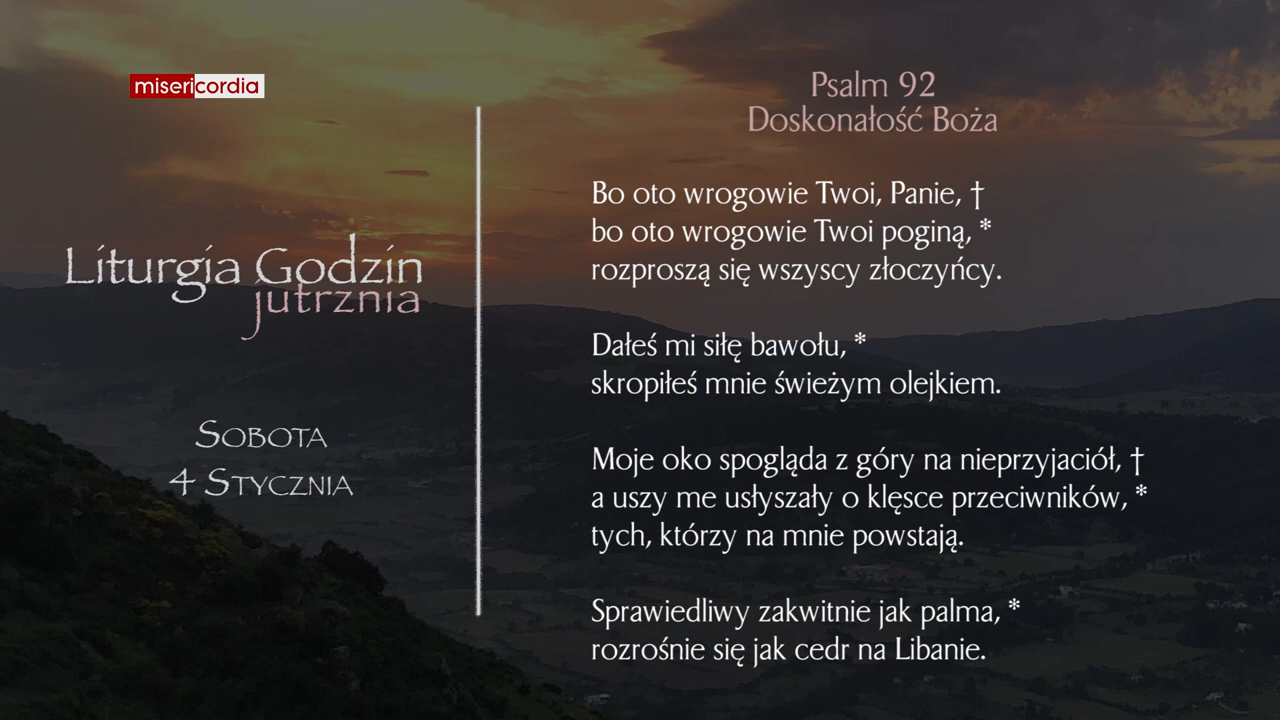 misericordia
Liturgia Godzin
jutrznia
Sobota
4 Stycznia
Psalm 92
Doskonałość Boża
Bo oto wrogowie Twoi, Panie, †
bo oto wrogowie Twoi poginą, *
rozproszą się wszyscy złoczyńcy.
Dałeś mi siłę bawołu, *
skropiłeś mnie świeżym olejkiem.
Moje oko spogląda z góry na nieprzyjaciół, †
a uszy me usłyszały o klęsce przeciwników, *
tych, którzy na mnie powstają.
Sprawiedliwy zakwitnie jak palma, *
rozrośnie się jak cedr na Libanie.